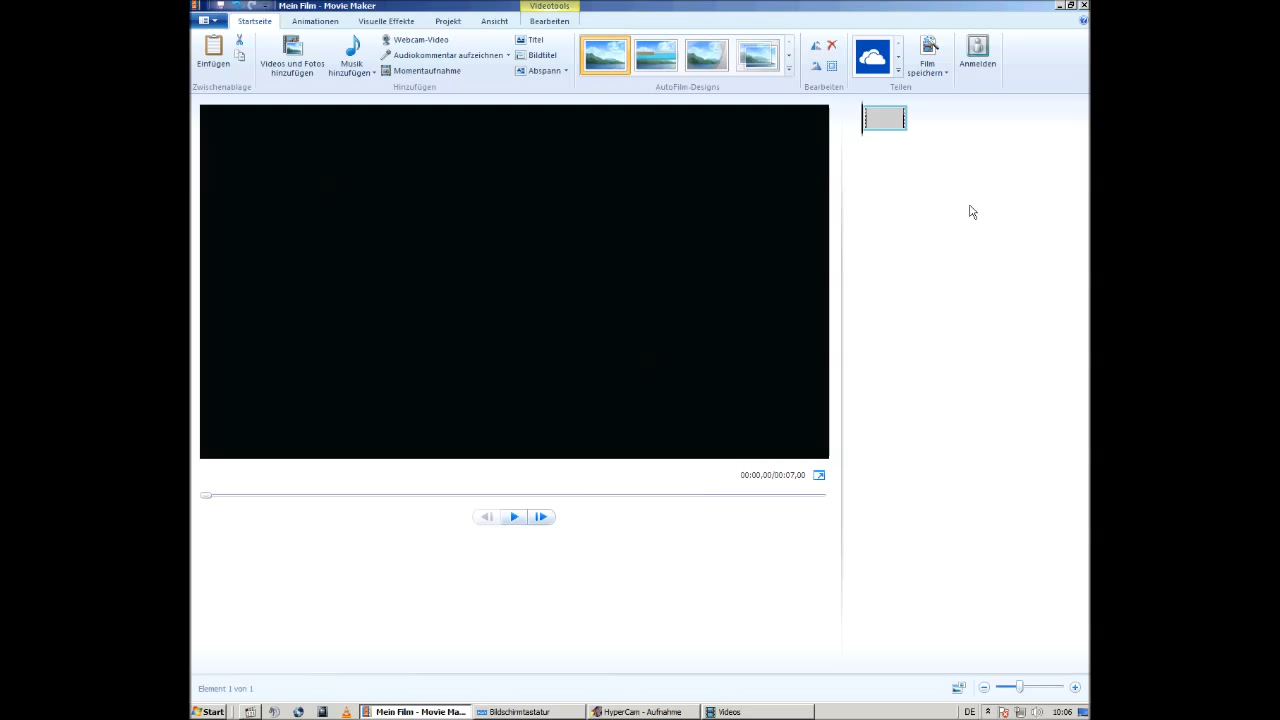 Mein Film - Movie Maker
Videotools
Startseite Animationen Visuelle Effekte Projekt Ansicht Bearbeiten
Einfügen
Zwischenablage
Videos und Fotos hinzufügen
Musik hinzufügen
Webcam-Video
Audiokommentar aufzeichnen
Momentaufnahme
Titel
Bildtitel
Abspann
Hinzufügen
AutoFilm-Designs
Bearbeiten
Film speichern
Teilen
Anmelden
00:00,00/00:07,00
Element 1 von 1
Start
Mein Film - Movie Ma...
Bildschirmtastatur
HyperCam - Aufnahme
Videos
DE
10:06